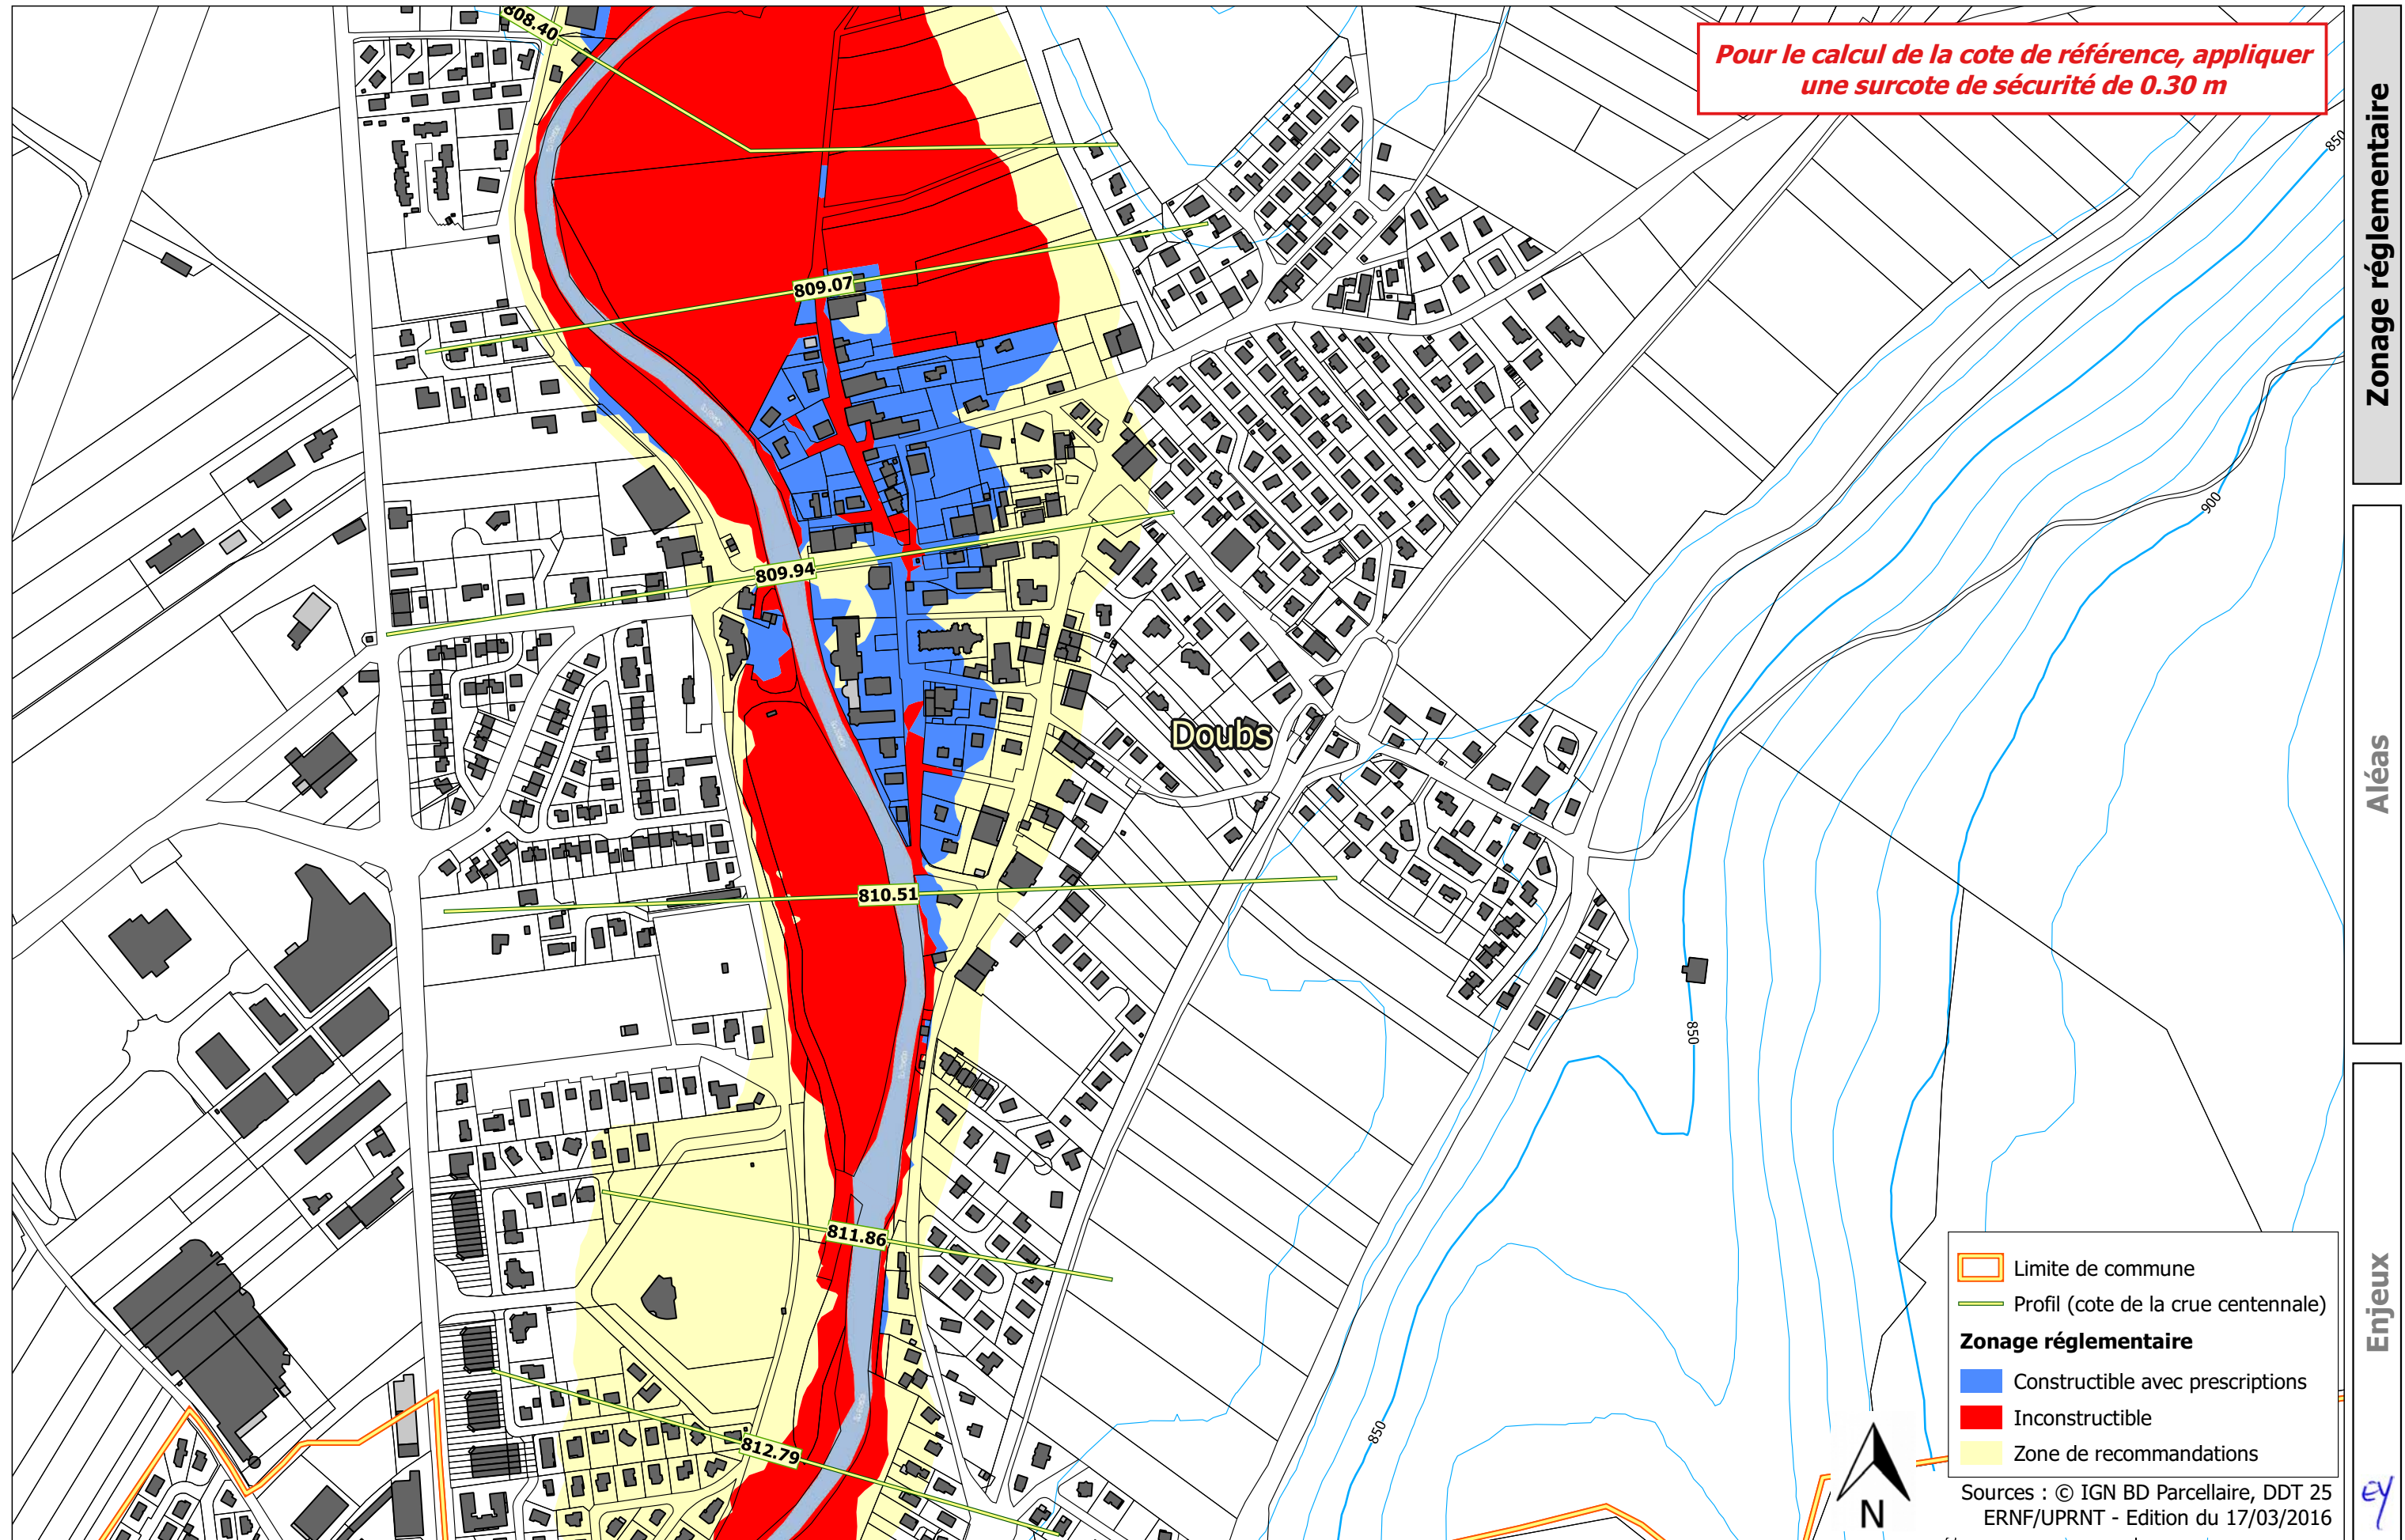 808.40
Pour le calcul de la cote de référence, appliquer
une surcote de sécurité de 0.30 m
850
809.07
900
809.94
Doubs
810.51
850
811.86
850
812.79
Zonage réglementaire
Aléas
Enjeux
Limite de commune
Profil (cote de la crue centennale)
Zonage réglementaire
Constructible avec prescriptions
Inconstructible
Zone de recommandations
N
Sources : © IGN BD Parcellaire, DDT 25
ERNF/UPRNT - Edition du 17/03/2016